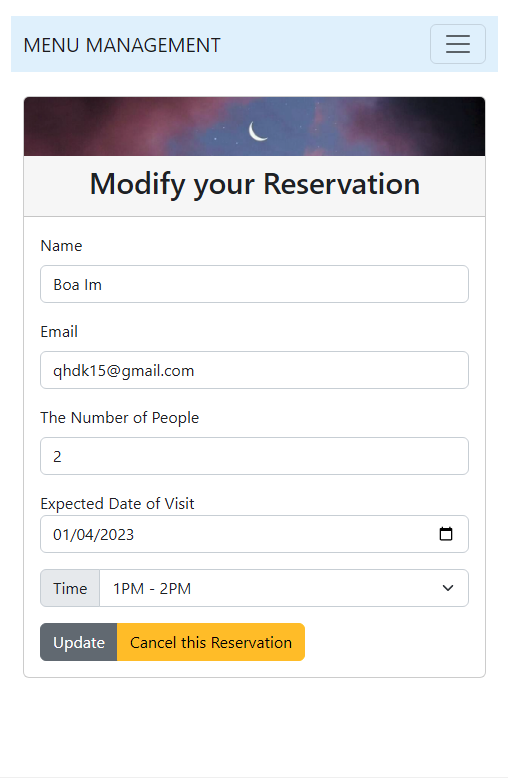 MENU MANAGEMENT
Modify your Reservation
Name
Boa Im
Email
qhdk15@gmail.com
The Number of People
2
Expected Date of Visit
01/04/2023
Time 1PM - 2PM
Update Cancel this Reservation